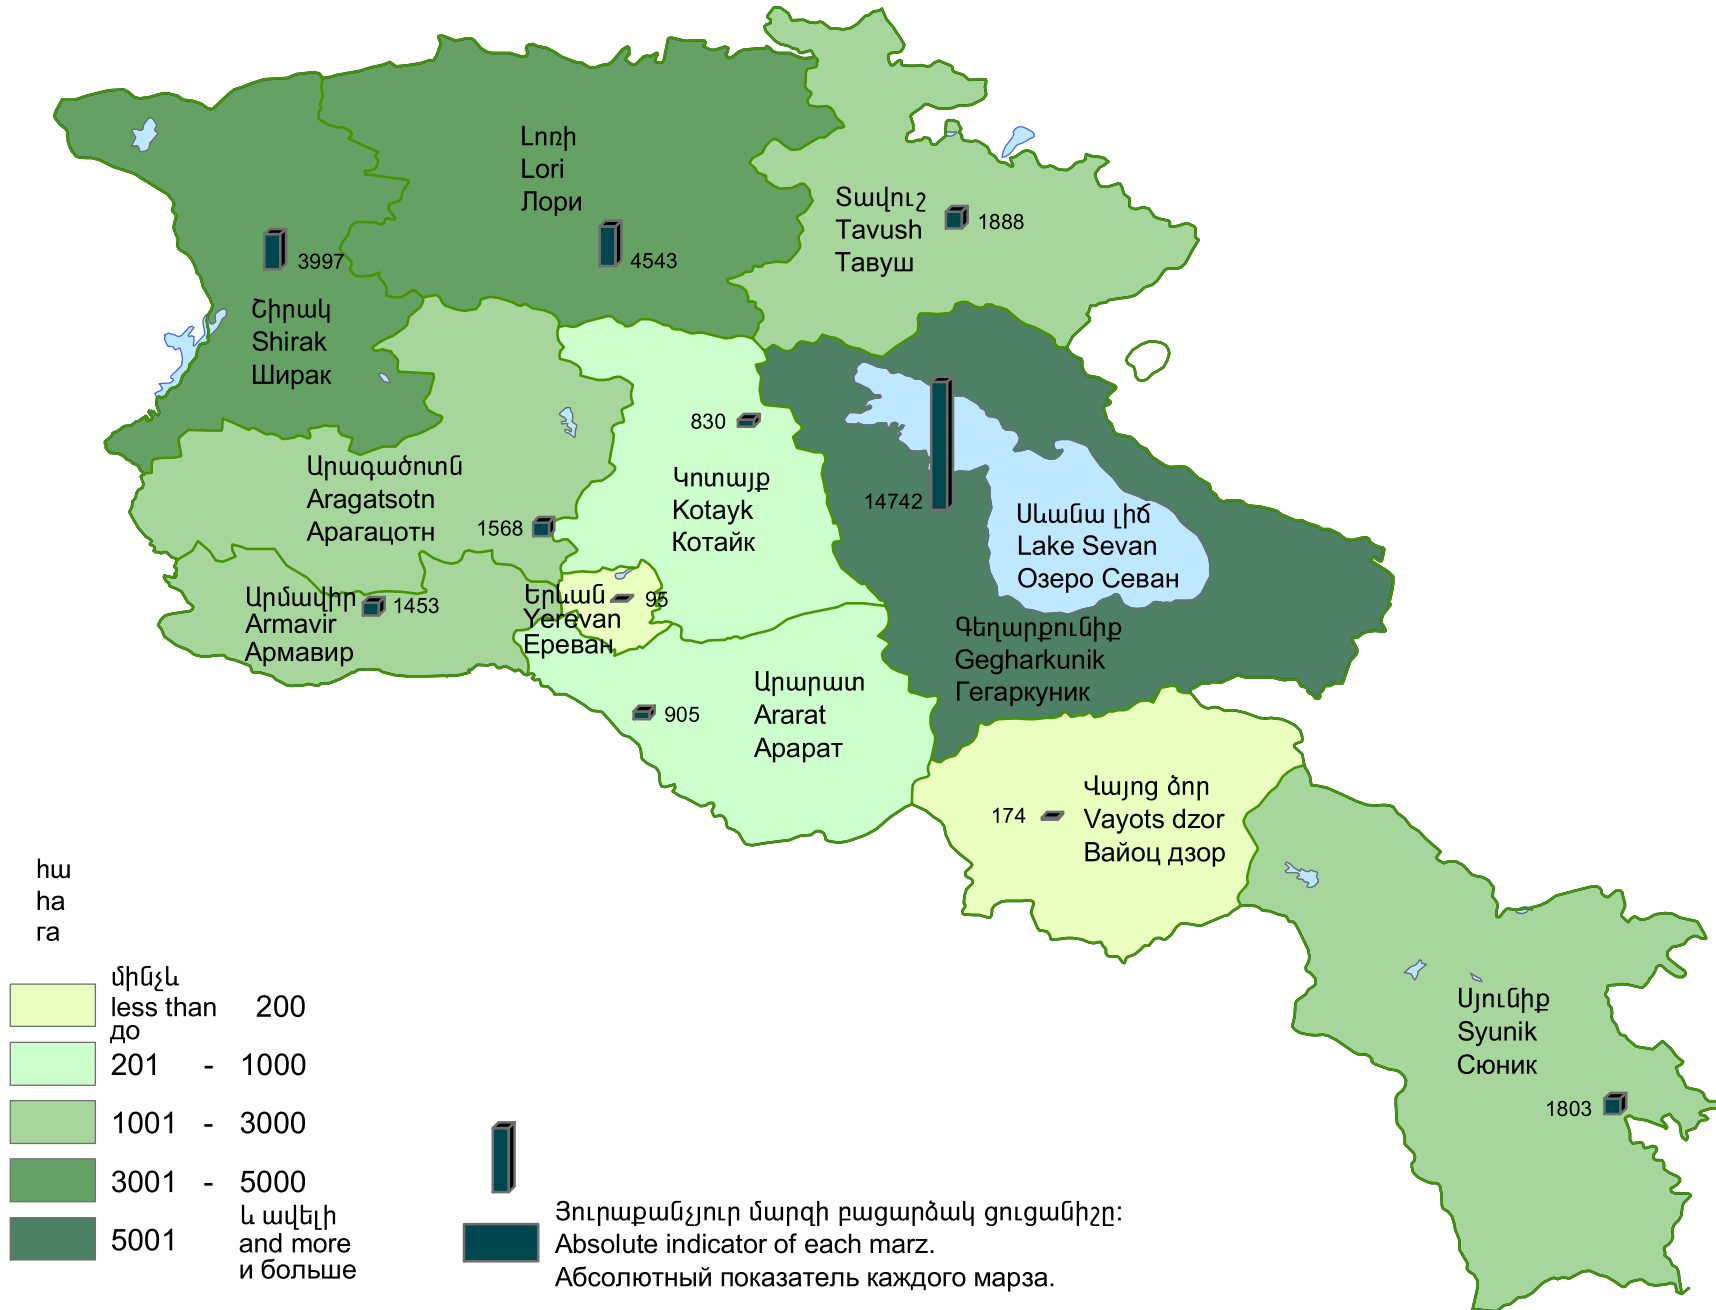 Լոռի
Lori
Лори
4543
3997
Շիրակ
Shirak
Ширак
Տավուշ
Tavush
Тавуш
1888
Արագածոտն
Aragatsotn
Арагацотн
1568
830
Կոտայք
Kotayk
Котайк
14742
Սևանա լիճ
Lake Sevan
Озеро Севан
Գեղարքունիք
Gegharkunik
Гегаркуник
Արմավիր
Armavir
Армавир
1453
Երևան
Yerevan
Ереван
95
Արարատ
Ararat
Арарат
905
Վայոց ձոր
Vayots dzor
Вайоц дзор
174
Սյունիք
Syunik
Сюник
1803
հա
ha
га
մինչև
less than 200
до
201 - 1000
1001 - 3000
3001 - 5000
5001
և ավելի
and more
и больше
Յուրաքանչյուր մարզի բացարձակ ցուցանիշը:
Absolute indicator of each marz.
Абсолютный показатель каждого марза.